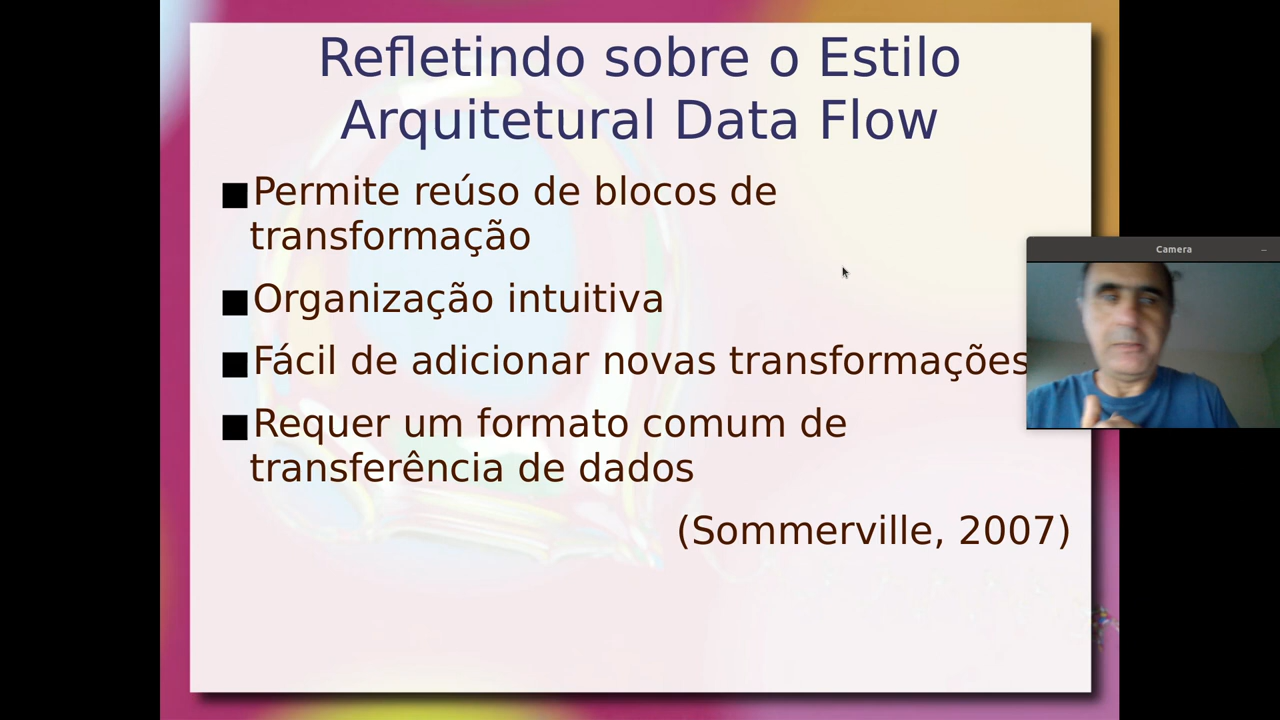 Refletindo sobre o Estilo
Arquitetural Data Flow
■Permite reúso de blocos de
transformação
■Organização intuitiva
■Fácil de adicionar novas transformações
■Requer um formato comum de
transferência de dados
(Sommerville, 2007)
Camera